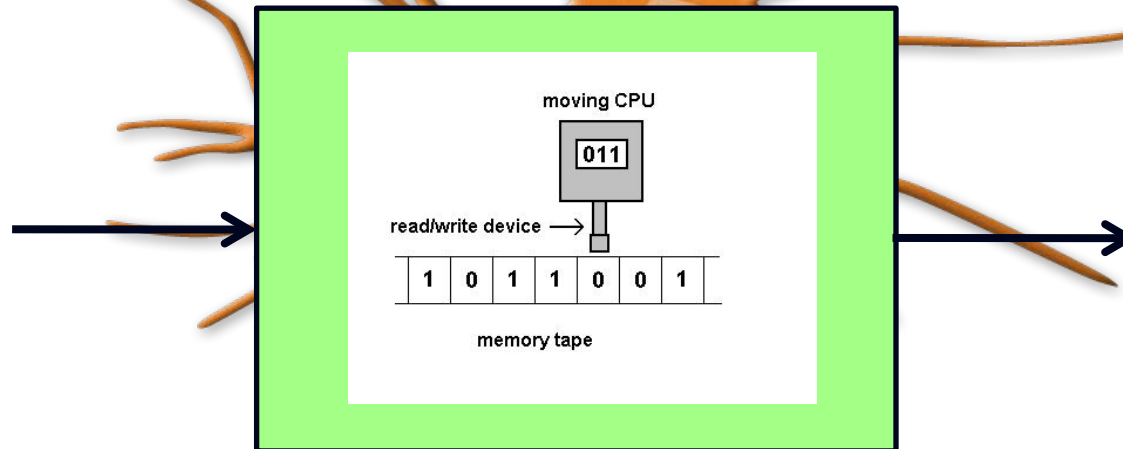 moving CPU
011
read/write device
1 0 1 1 0 0 1
memory tape